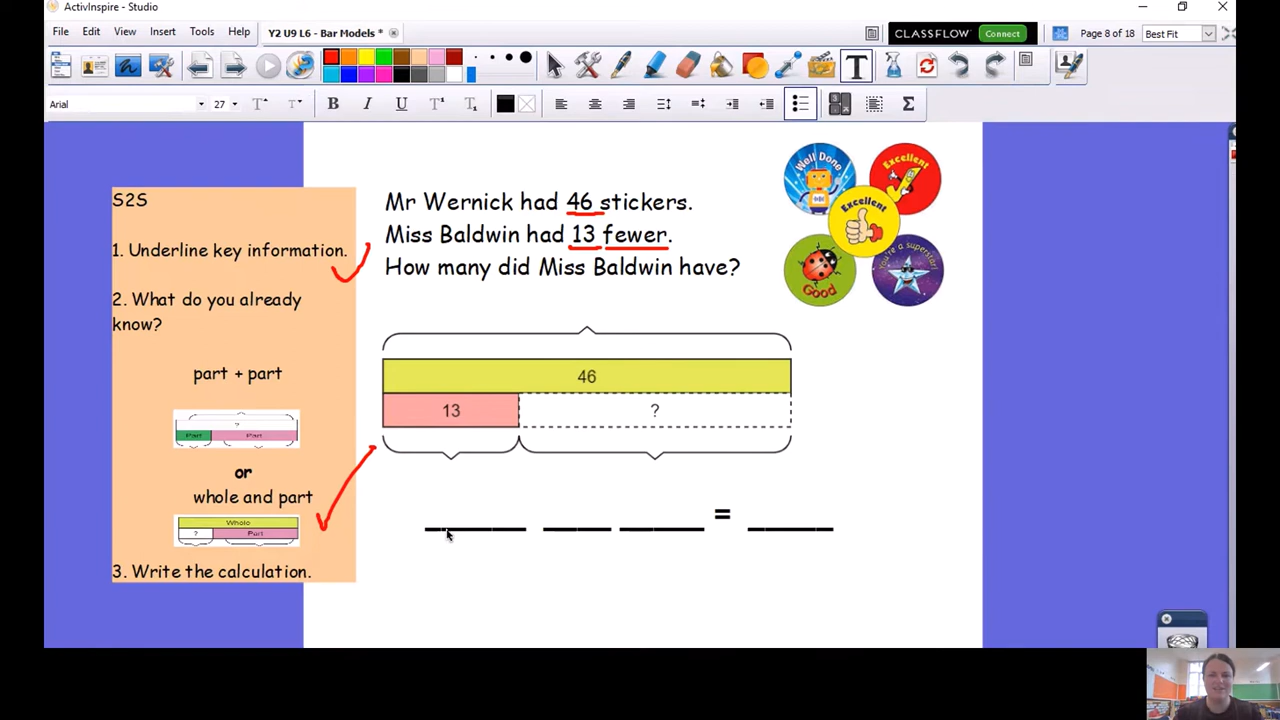 ActivInspire - Studio
File Edit View Insert Tools Help
Y2 U9 L6 - Bar Models *
CLASSFLOW Connect
Page 8 of 18
Best Fit
Arial
27
B I U
S2S
1. Underline key information.
2. What do you already
know?
part + part
?
Part Part
or
whole and part
Whole
? Part
3. Write the calculation.
Mr Wernick had 46 stickers.
Miss Baldwin had 13 fewer.
How many did Miss Baldwin have?
Well Done
Excellent
Excellent
Good
You're a superstar!
46
13 ?
=